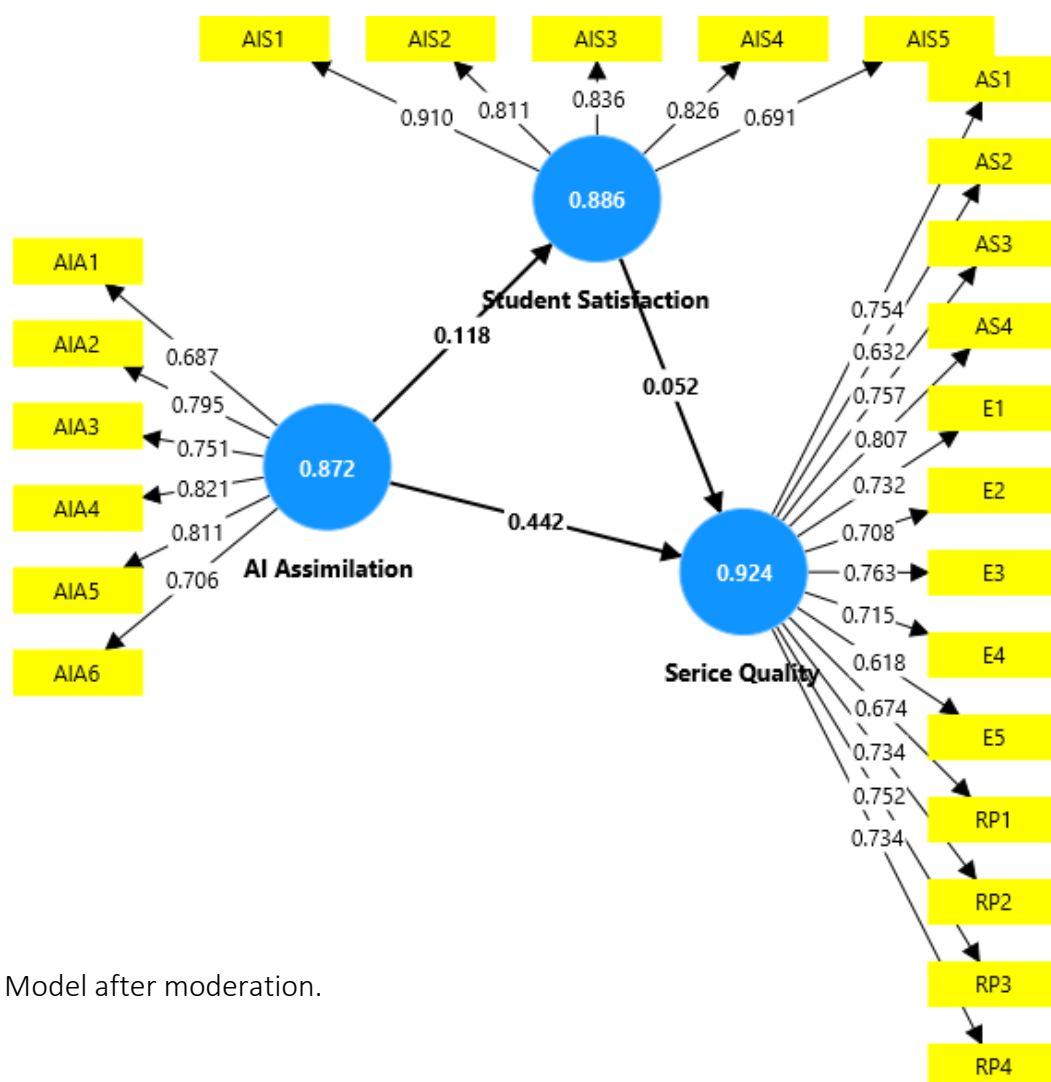 AIS1
AIS2
AIS3
AIS4
AIS5
0.910
0.811
0.836
0.826
0.691
0.886
Student Satisfaction
AIA1
AIA2
AIA3
AIA4
AIA5
AIA6
0.687
0.795
0.751
0.821
0.811
0.706
0.872
AI Assimilation
0.118
0.052
0.442
0.924
Serice Quality
0.754
0.632
0.757
0.807
0.732
0.708
0.763
0.715
0.618
0.674
0.734
0.752
0.734
AS1
AS2
AS3
AS4
E1
E2
E3
E4
E5
RP1
RP2
RP3
RP4
Model after moderation.